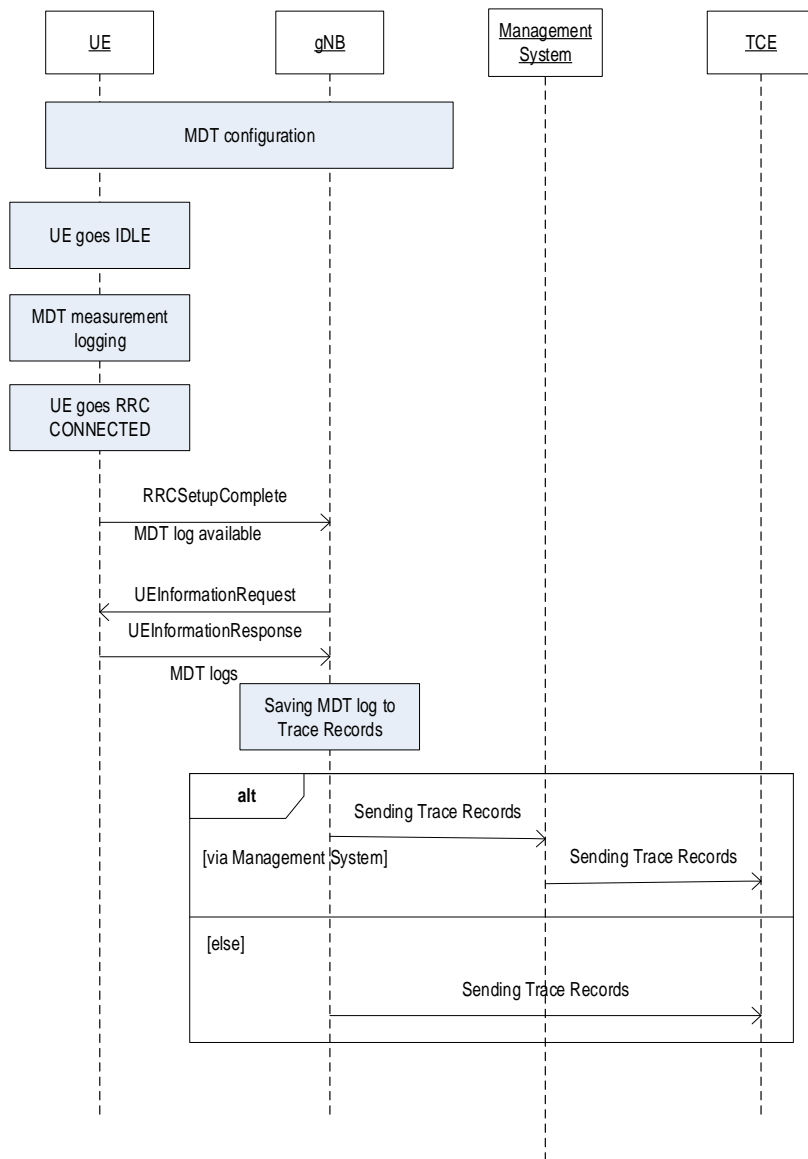 UE
gNB
Management
System
TCE
MDT configuration
UE goes IDLE
MDT measurement
logging
UE goes RRC
CONNECTED
RRCSetupComplete
MDT log available
UEInformationRequest
UEInformationResponse
MDT logs
Saving MDT log to
Trace Records
alt
Sending Trace Records
[via Management System]
Sending Trace Records
[else]
Sending Trace Records